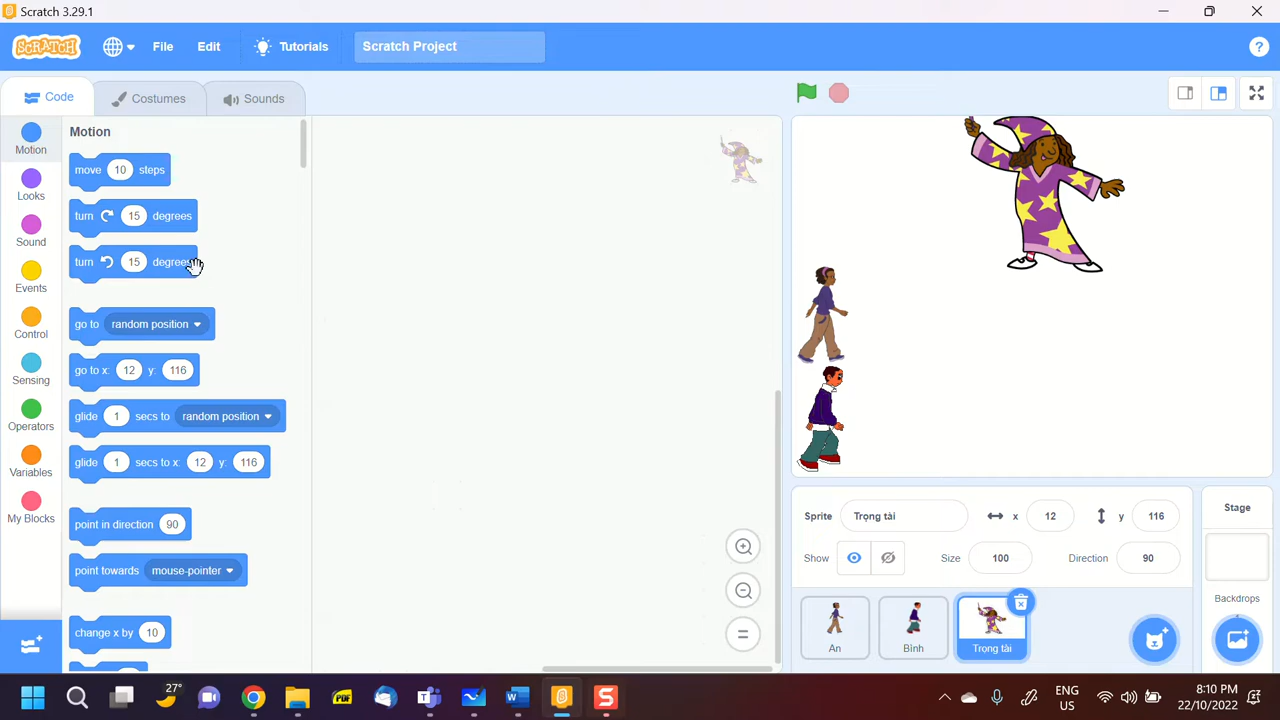 Scratch 3.29.1
SCRATCH File Edit Tutorials Scratch Project ?
Code Costumes Sounds
Motion
Looks
Sound
Events
Control
Sensing
Operators
Variables
My Blocks
Motion
move 10 steps
turn 15 degrees
turn 15 degrees
go to random position
go to x: 12 y: 116
glide 1 secs to random position
glide 1 secs to x: 12 y: 116
point in direction 90
point towards mouse-pointer
change x by 10
Sprite Trọng tài x 12 y 116
Show Size 100 Direction 90
An Bình Trọng tài
Stage
Backdrops
27°
PDF
ENG
US
8:10 PM
22/10/2022